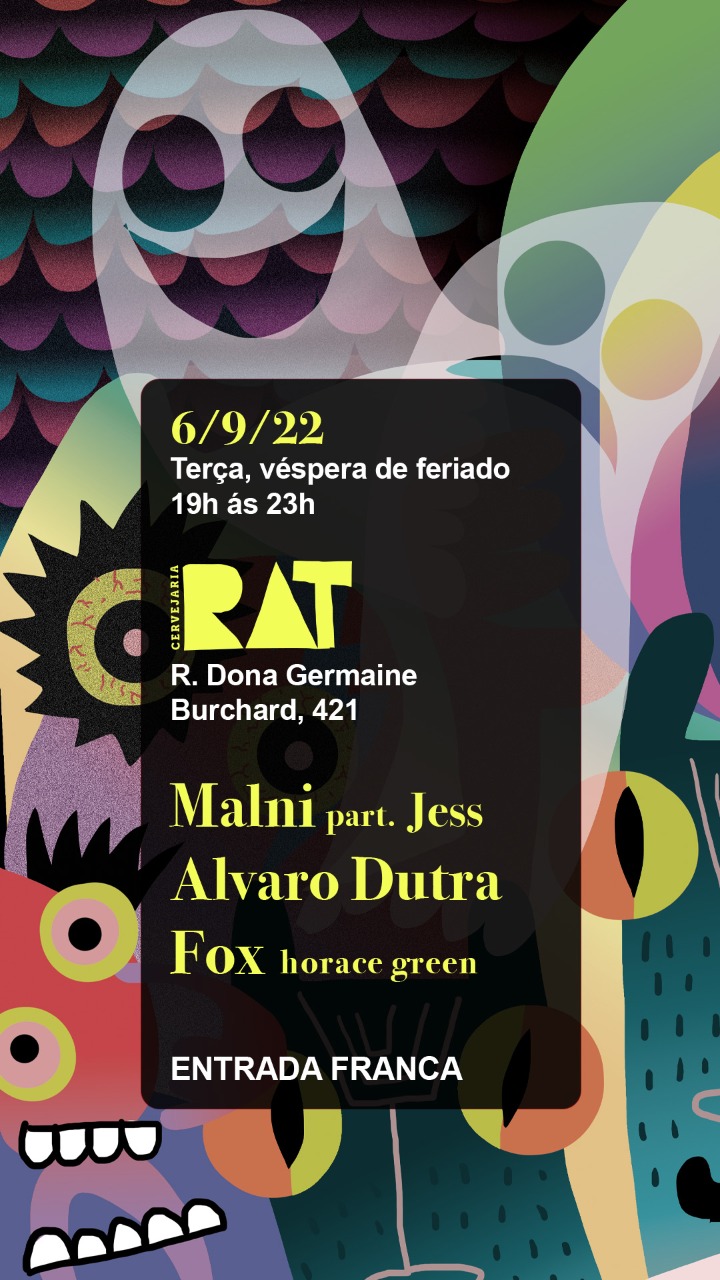 6/9/22
Terça, véspera de feriado
19h ás 23h
CERVEJARIA
RAT
R. Dona Germaine
Burchard, 421
Malni part. Jess
Alvaro Dutra
Fox horace green
ENTRADA FRANCA